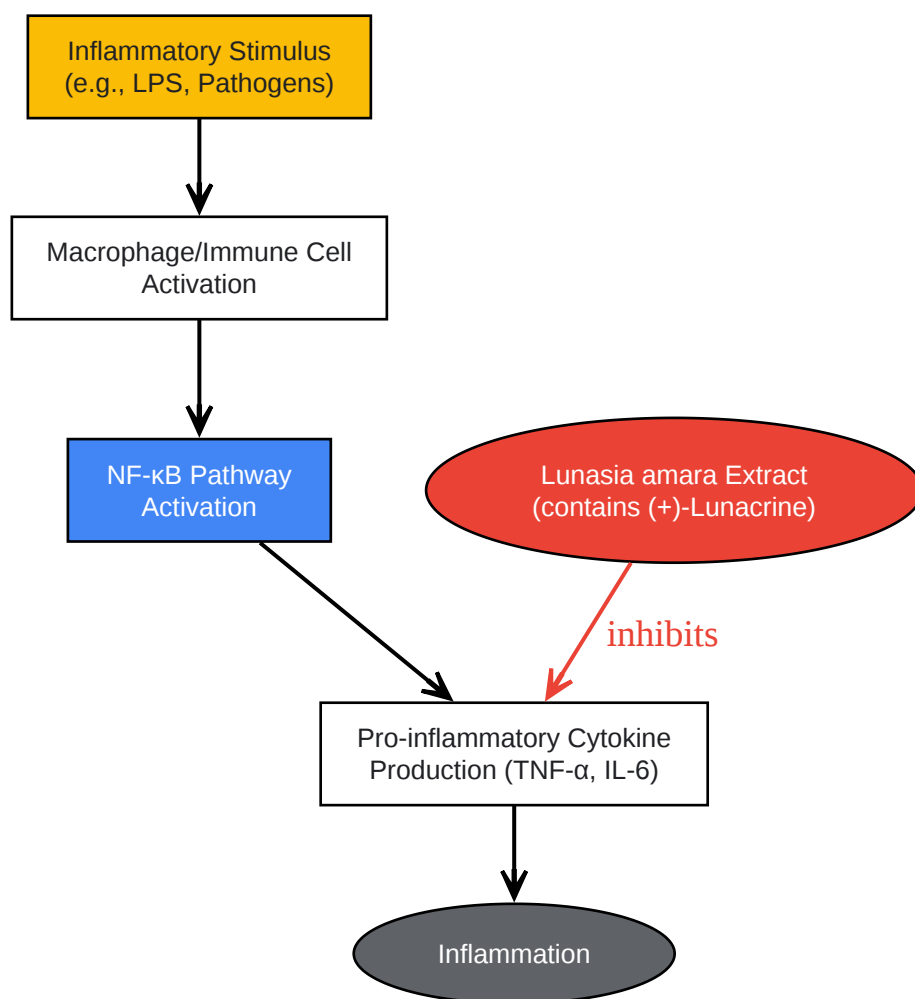 Inflammatory Stimulus
(e.g., LPS, Pathogens)
Macrophage/Immune Cell
Activation
NF-κB Pathway
Activation
Lunasia amara Extract
(contains (+)-Lunacrine)
inhibits
Pro-inflammatory Cytokine
Production (TNF-α, IL-6)
Inflammation